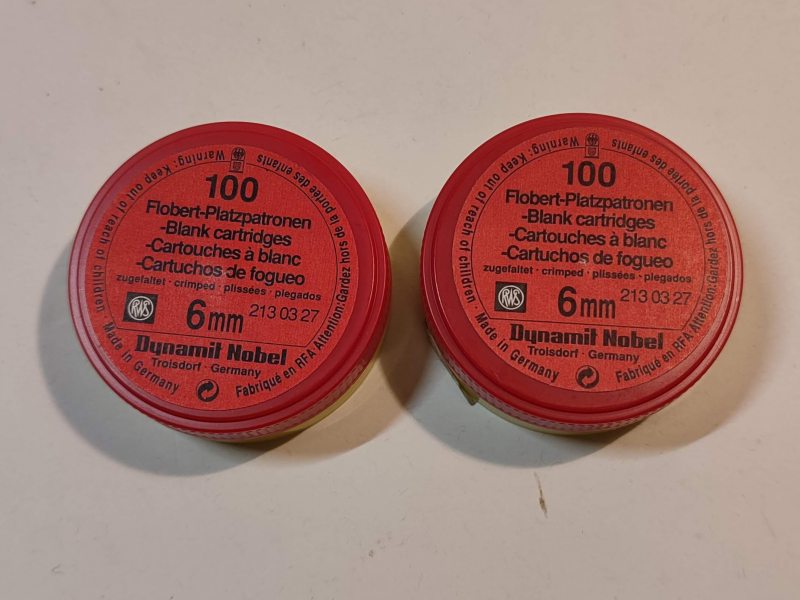 100
Flobert-Platzpatronen
-Blank cartridges
-Cartouches à blanc
-Cartuchos de fogueo
zugefaltet · crimped · plissées · plegados
RWS
6mm 213 03 27
Dynamit Nobel
Troisdorf · Germany
Warning: Keep out of reach of children · Made in Germany
Fabriqué en RFA Attention: Gardez hors de la portée des enfants
100
Flobert-Platzpatronen
-Blank cartridges
-Cartouches à blanc
-Cartuchos de fogueo
zugefaltet · crimped · plissées · plegados
RWS
6mm 213 03 27
Dynamit Nobel
Troisdorf · Germany
Warning: Keep out of reach of children · Made in Germany
Fabriqué en RFA Attention: Gardez hors de la portée des enfants